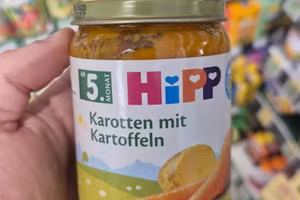 AB 5. MONAT
HiPP
Karotten mit
Kartoffeln